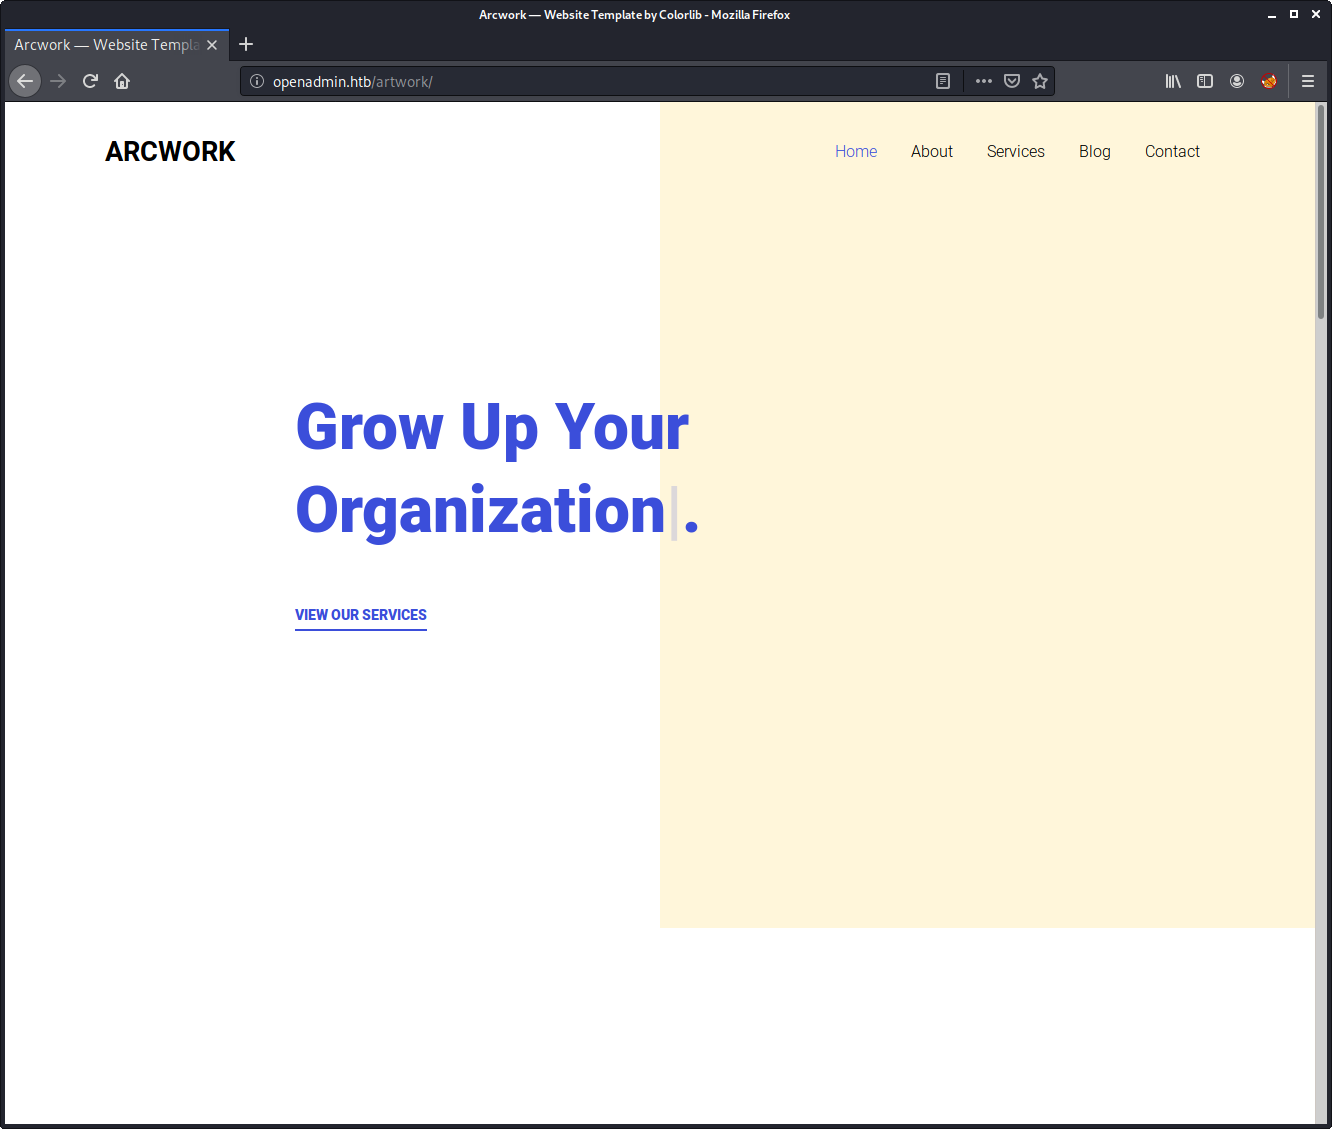 Arcwork — Website Template by Colorlib - Mozilla Firefox
Arcwork — Website Templa
openadmin.htb/artwork/
ARCWORK
Home About Services Blog Contact
Grow Up Your
Organization|.
VIEW OUR SERVICES